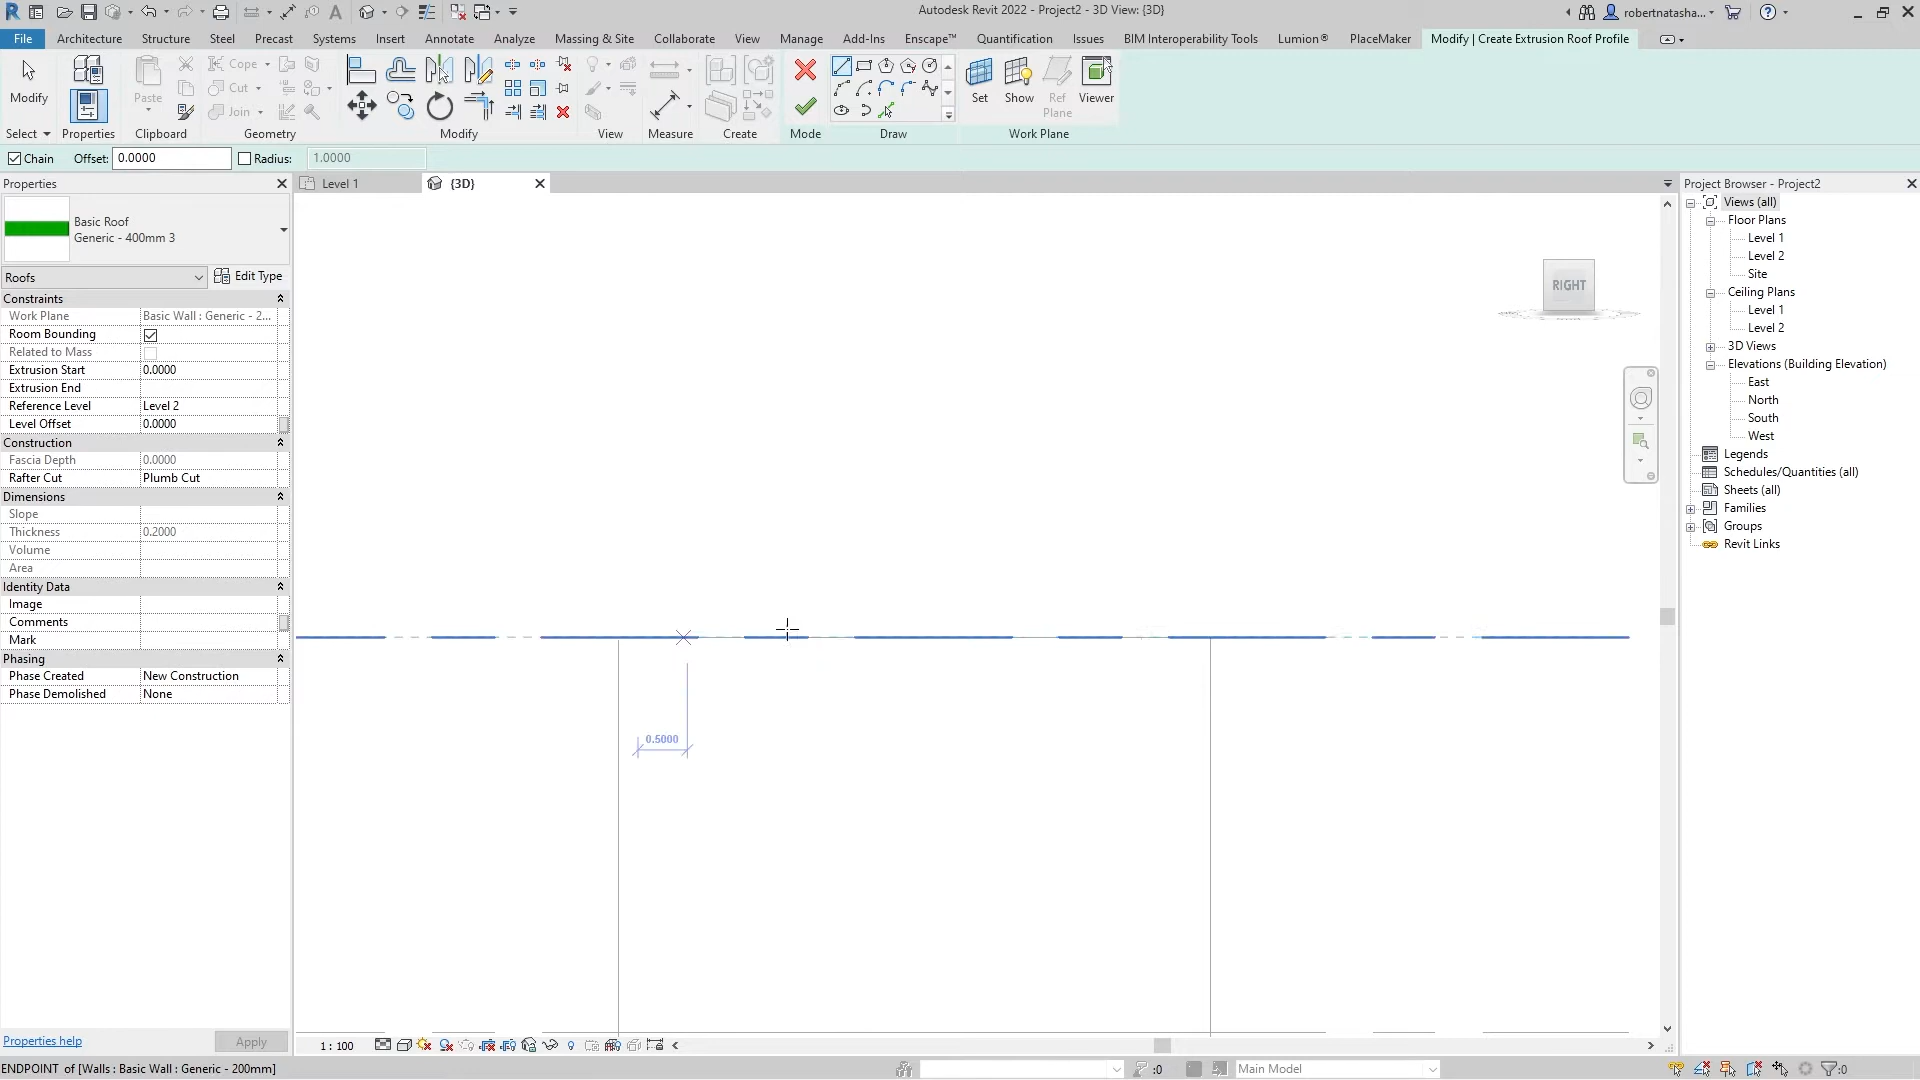 Autodesk Revit 2022 - Project2 - 3D View: {3D}
robertnatasha...
File
Architecture
Structure
Steel
Precast
Systems
Insert
Annotate
Analyze
Massing & Site
Collaborate
View
Manage
Add-Ins
Enscape™
Quantification
Issues
BIM Interoperability Tools
Lumion®
PlaceMaker
Modify | Create Extrusion Roof Profile
Modify
Paste
Cope
Cut
Join
Set
Show
Ref
Plane
Viewer
Select
Properties
Clipboard
Geometry
Modify
View
Measure
Create
Mode
Draw
Work Plane
Chain
Offset:
0.0000
Radius:
1.0000
Properties
Level 1
{3D}
Project Browser - Project2
Basic Roof
Generic - 400mm 3
Roofs
Edit Type
Constraints
Work Plane
Basic Wall : Generic - 2...
Room Bounding
Related to Mass
Extrusion Start
0.0000
Extrusion End
Reference Level
Level 2
Level Offset
0.0000
Construction
Fascia Depth
0.0000
Rafter Cut
Plumb Cut
Dimensions
Slope
Thickness
0.2000
Volume
Area
Identity Data
Image
Comments
Mark
Phasing
Phase Created
New Construction
Phase Demolished
None
Properties help
Apply
RIGHT
0.5000
Views (all)
Floor Plans
Level 1
Level 2
Site
Ceiling Plans
Level 1
Level 2
3D Views
Elevations (Building Elevation)
East
North
South
West
Legends
Schedules/Quantities (all)
Sheets (all)
Families
Groups
Revit Links
1 : 100
ENDPOINT of [Walls : Basic Wall : Generic - 200mm]
:0
Main Model
:0